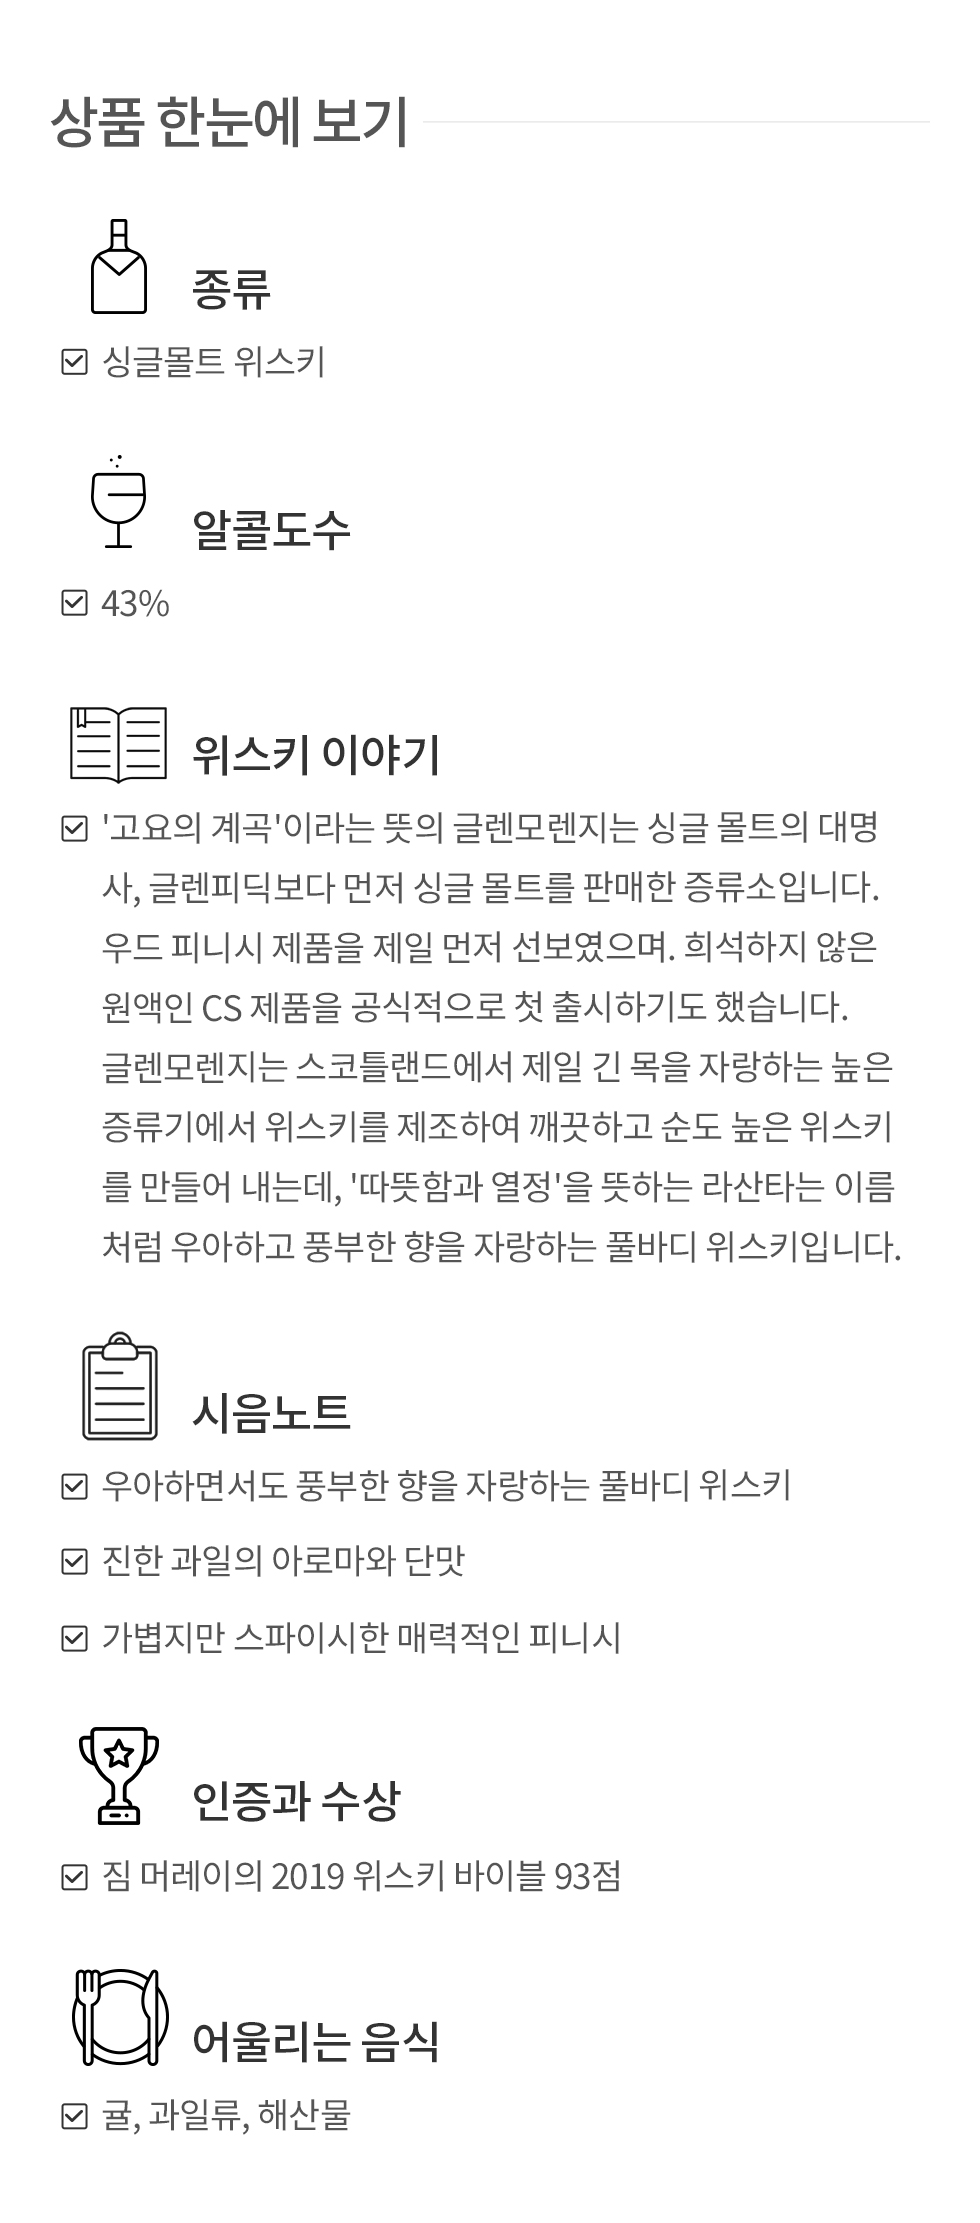 상품 한눈에 보기
종류
싱글몰트 위스키
알콜도수
43%
위스키 이야기
'고요의 계곡'이라는 뜻의 글렌모렌지는 싱글 몰트의 대명
사, 글렌피딕보다 먼저 싱글 몰트를 판매한 증류소입니다.
우드 피니시 제품을 제일 먼저 선보였으며. 희석하지 않은
원액인 CS 제품을 공식적으로 첫 출시하기도 했습니다.
글렌모렌지는 스코틀랜드에서 제일 긴 목을 자랑하는 높은
증류기에서 위스키를 제조하여 깨끗하고 순도 높은 위스키
를 만들어 내는데, '따뜻함과 열정'을 뜻하는 라산타는 이름
처럼 우아하고 풍부한 향을 자랑하는 풀바디 위스키입니다.
시음노트
우아하면서도 풍부한 향을 자랑하는 풀바디 위스키
진한 과일의 아로마와 단맛
가볍지만 스파이시한 매력적인 피니시
인증과 수상
짐 머레이의 2019 위스키 바이블 93점
어울리는 음식
귤, 과일류, 해산물